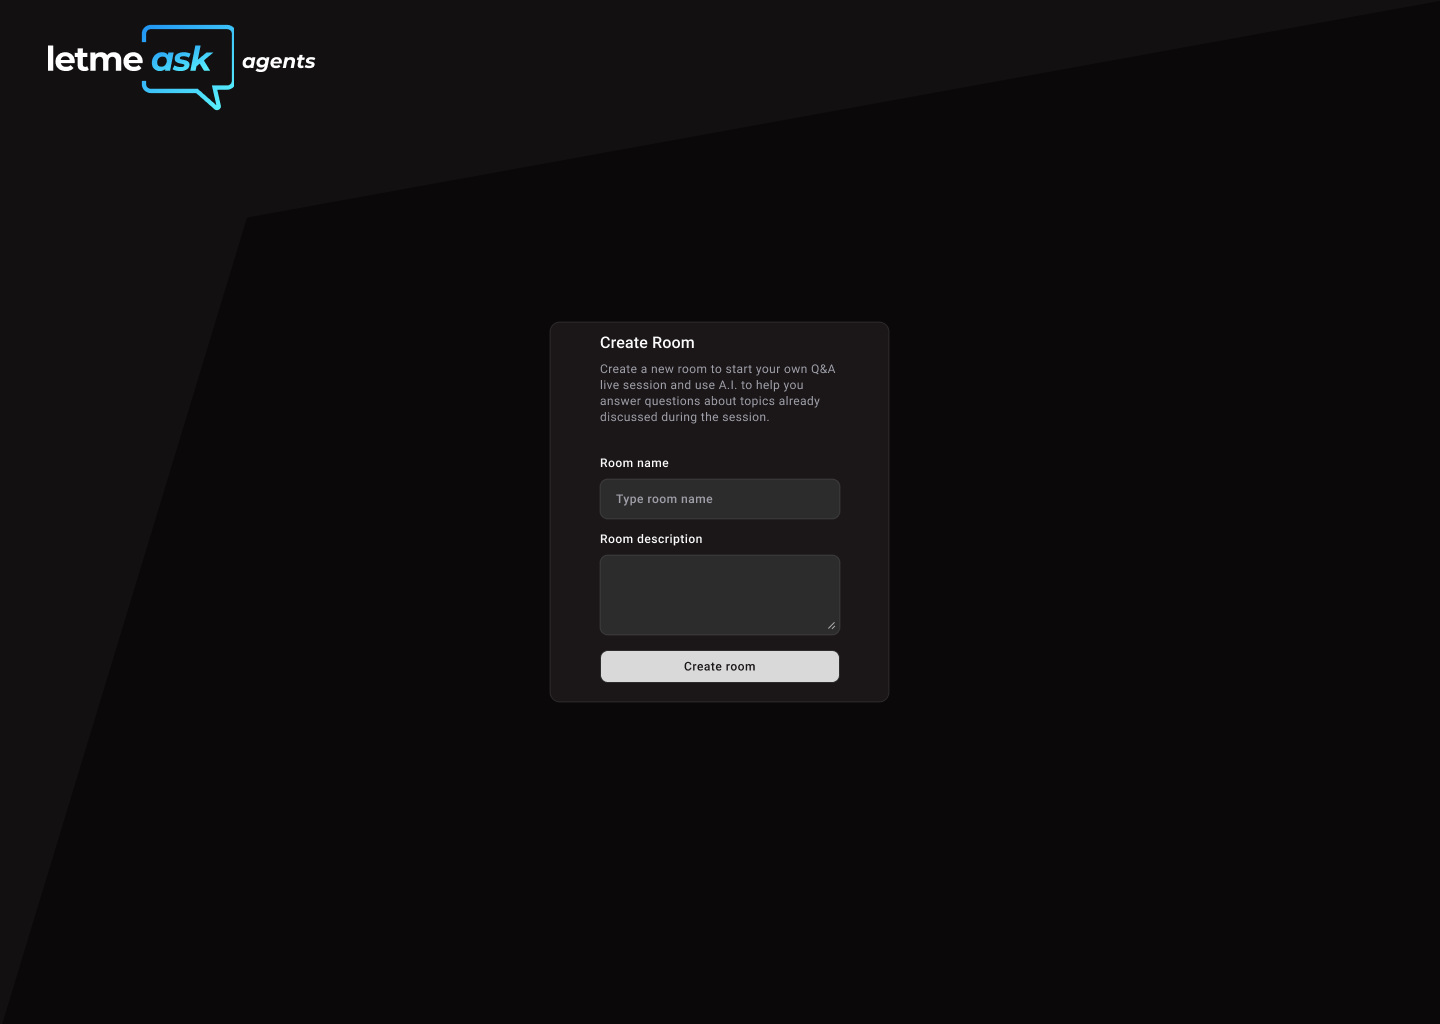 letme ask agents
Create Room
Create a new room to start your own Q&A
live session and use A.I. to help you
answer questions about topics already
discussed during the session.
Room name
Type room name
Room description
Create room